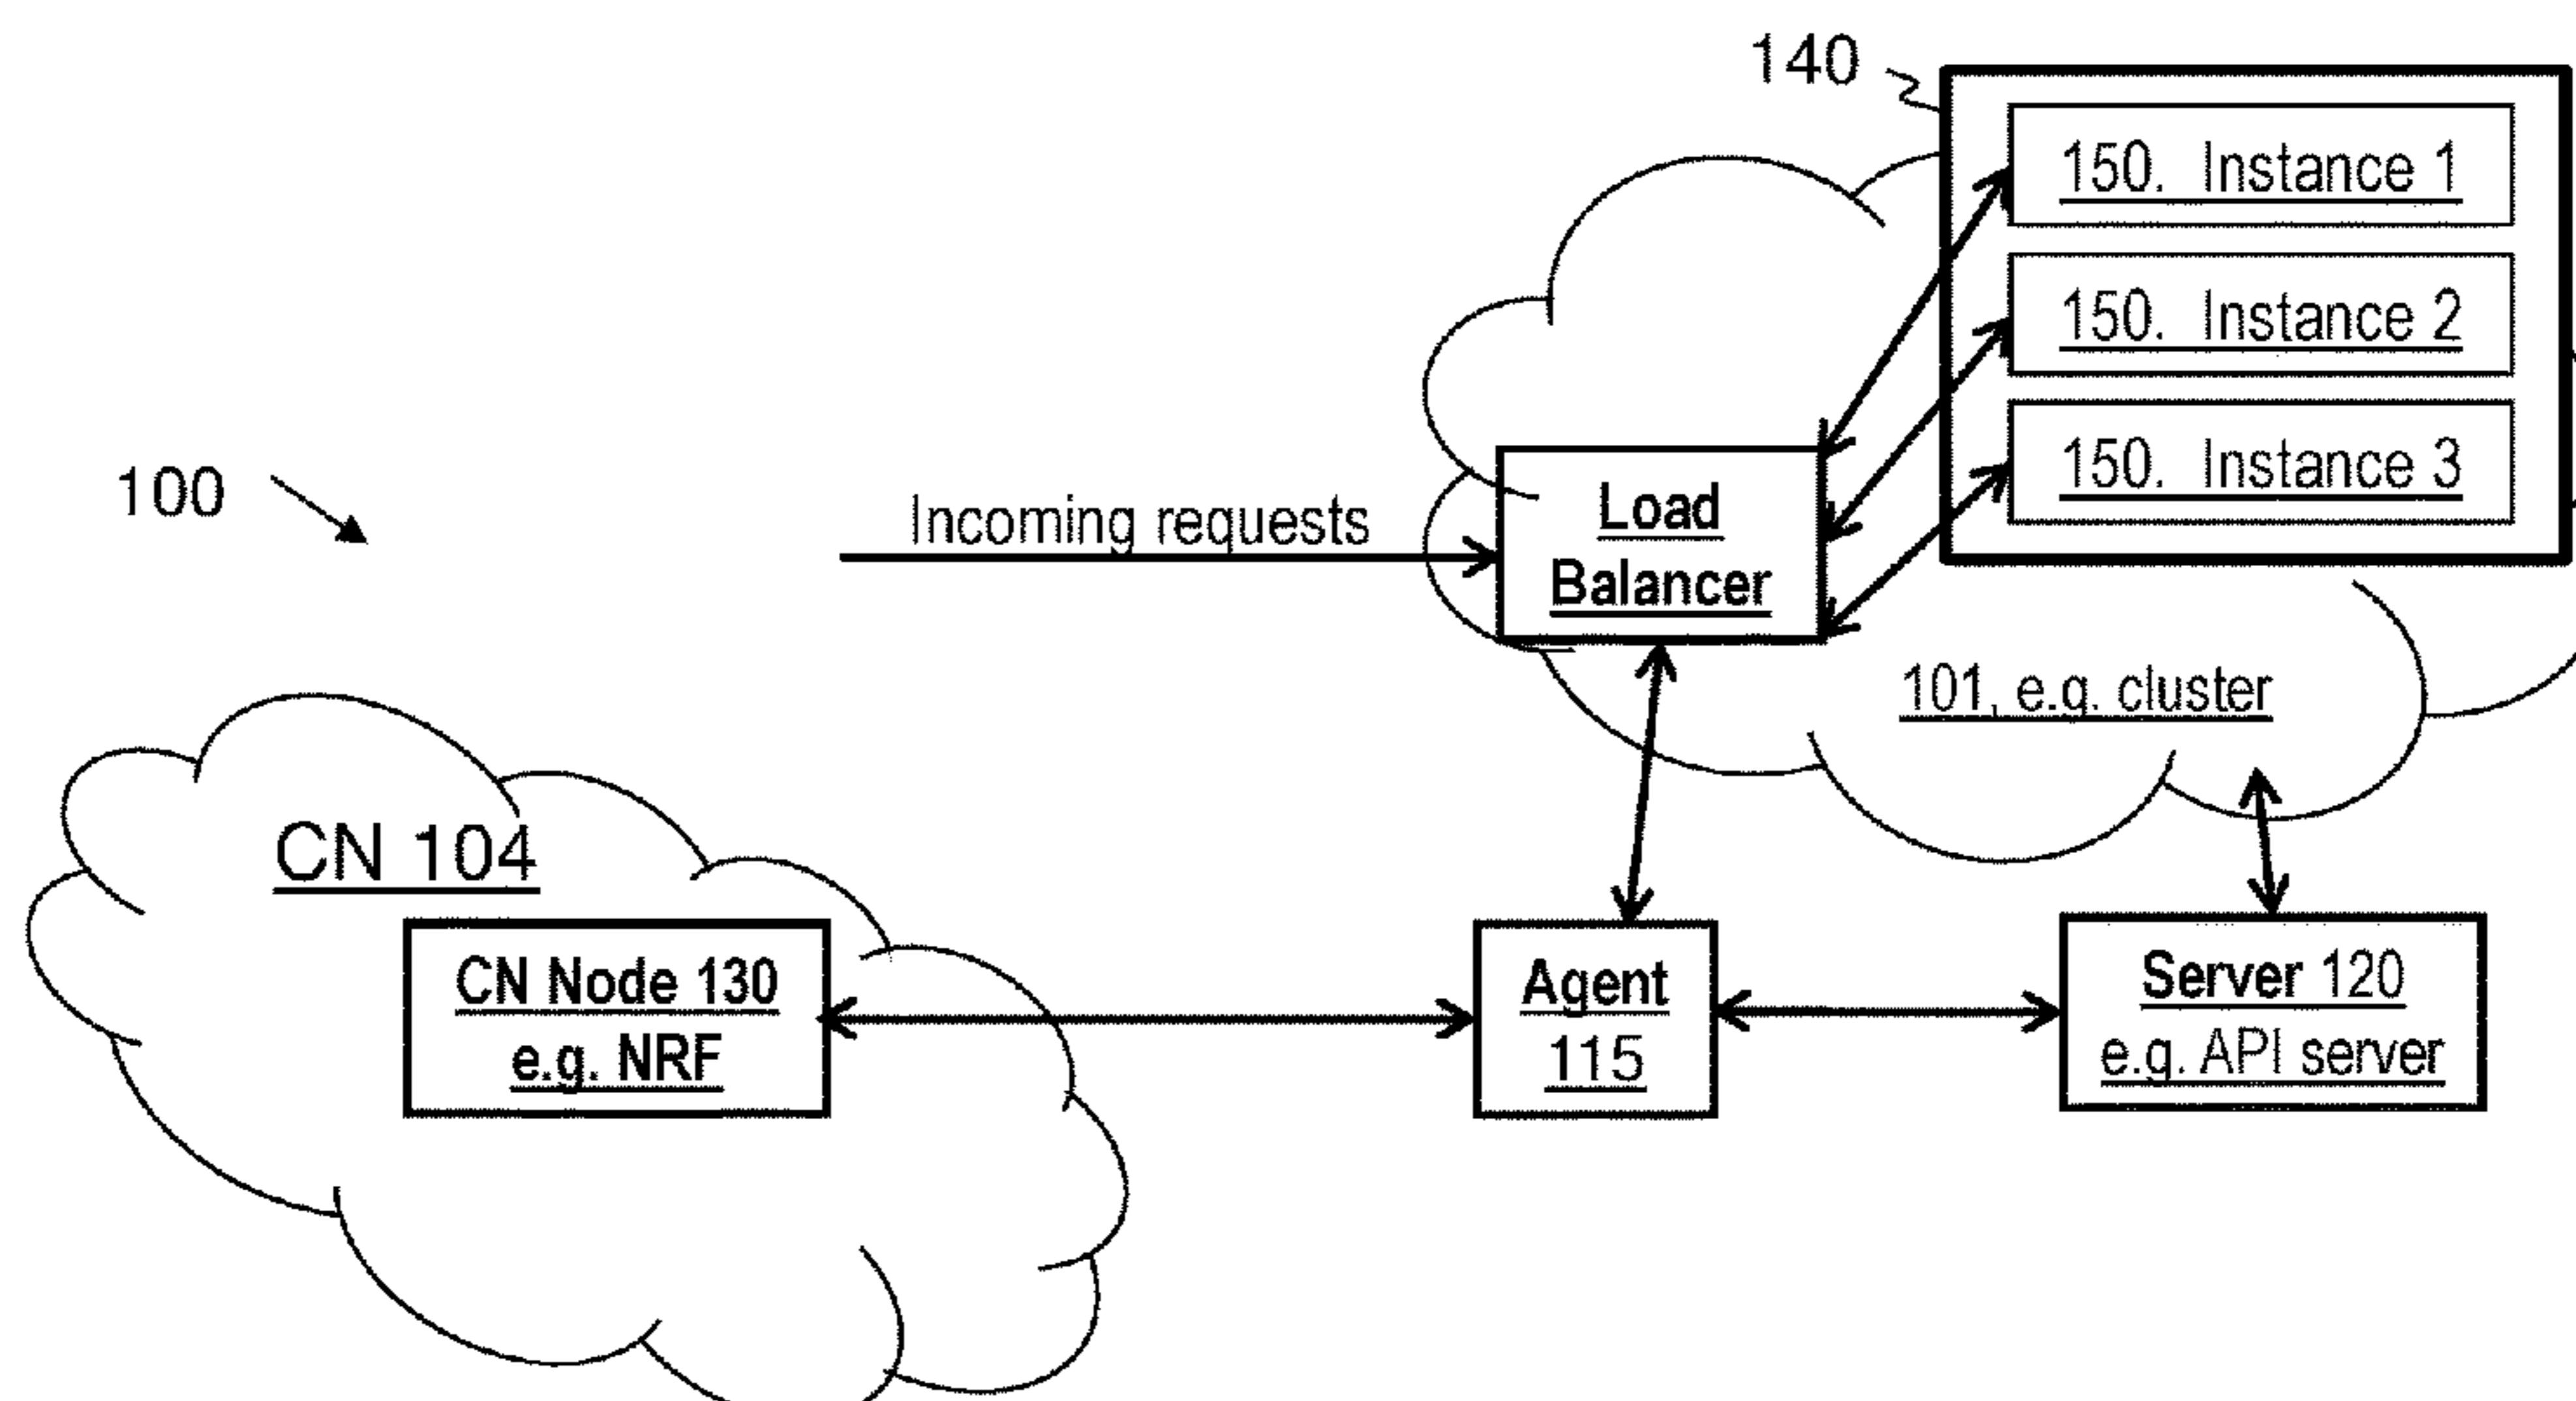 140
150. Instance 1
150. Instance 2
150. Instance 3
100
Incoming requests
Load
Balancer
101, e.g. cluster
CN 104
CN Node 130
e.g. NRF
Agent
115
Server 120
e.g. API server